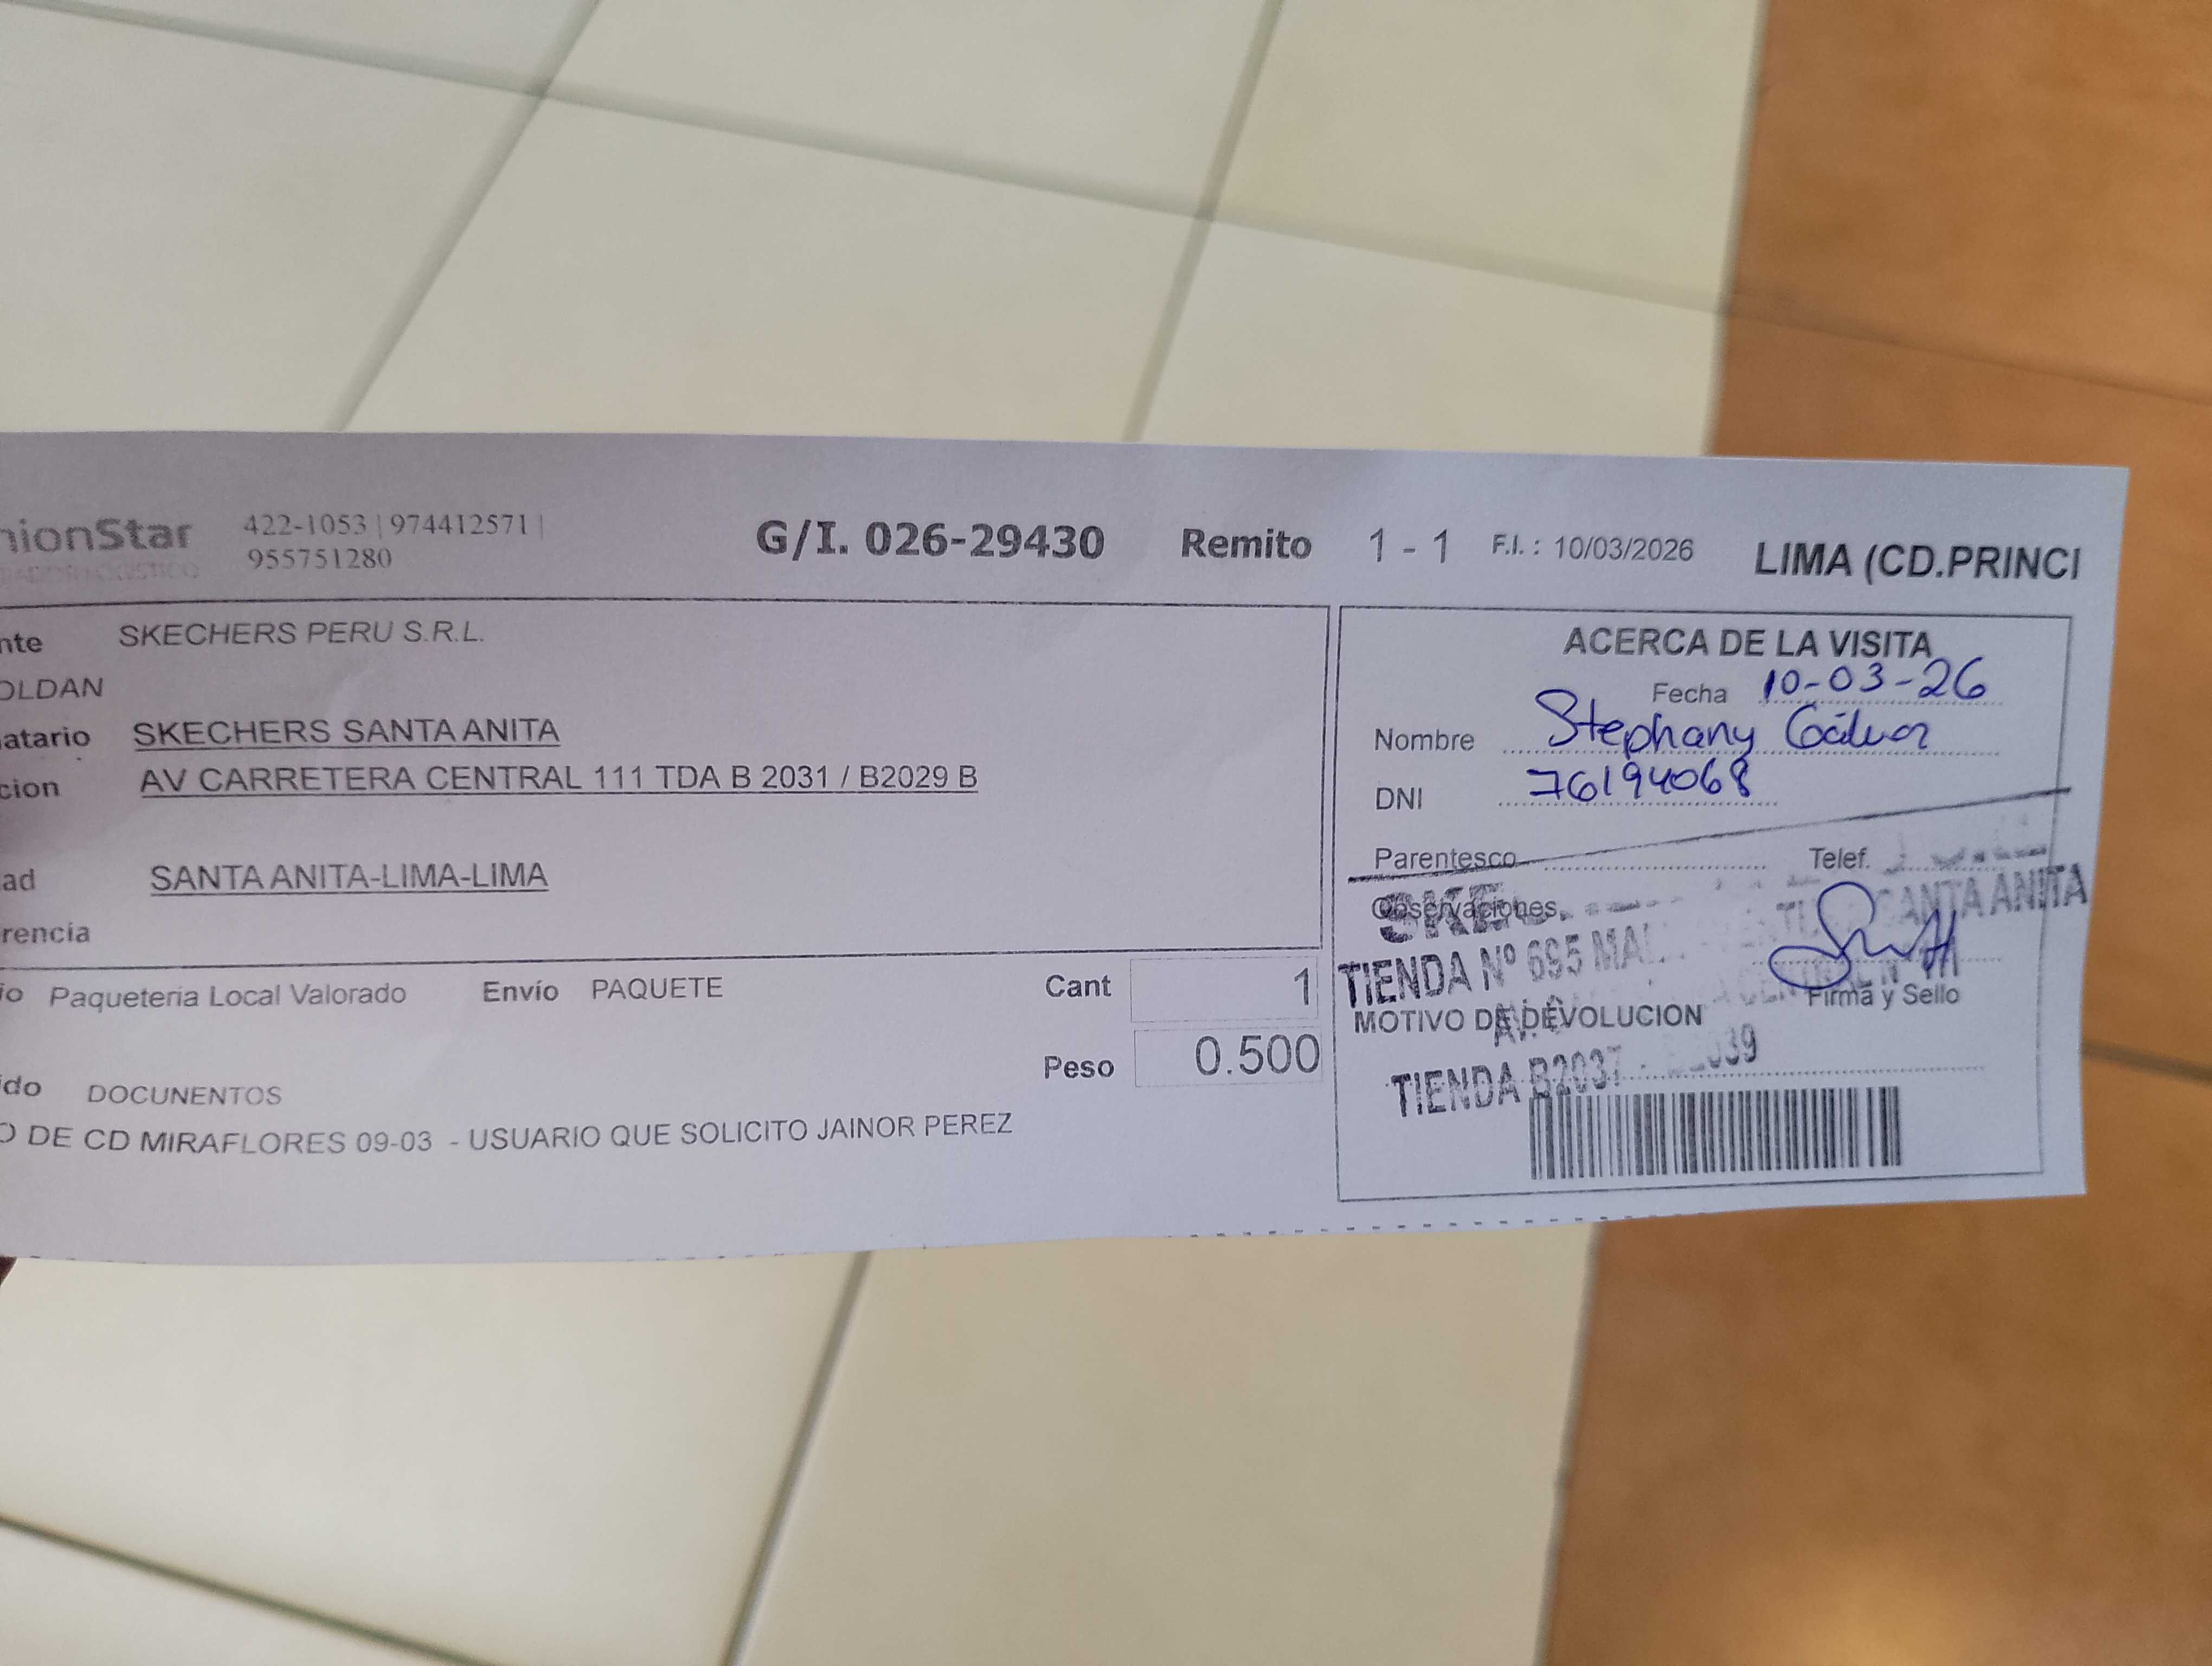 nionStar
422-1053 | 974412571 |
955751280
G/I. 026-29430 Remito 1 - 1 F.I. : 10/03/2026 LIMA (CD.PRINCI
nte SKECHERS PERU S.R.L.
OLDAN
atario SKECHERS SANTA ANITA
cion AV CARRETERA CENTRAL 111 TDA B 2031 / B2029 B
ad SANTA ANITA-LIMA-LIMA
rencia
io Paqueteria Local Valorado Envío PAQUETE Cant 1
Peso 0.500
ido DOCUNENTOS
O DE CD MIRAFLORES 09-03 - USUARIO QUE SOLICITO JAINOR PEREZ
ACERCA DE LA VISITA
Fecha 10-03-26
Nombre Stephany
DNI 76194068
Parentesco Telef.
Observaciones
SANTA ANITA
TIENDA Nº 695
Firma y Sello
MOTIVO DE DEVOLUCION
TIENDA B2037